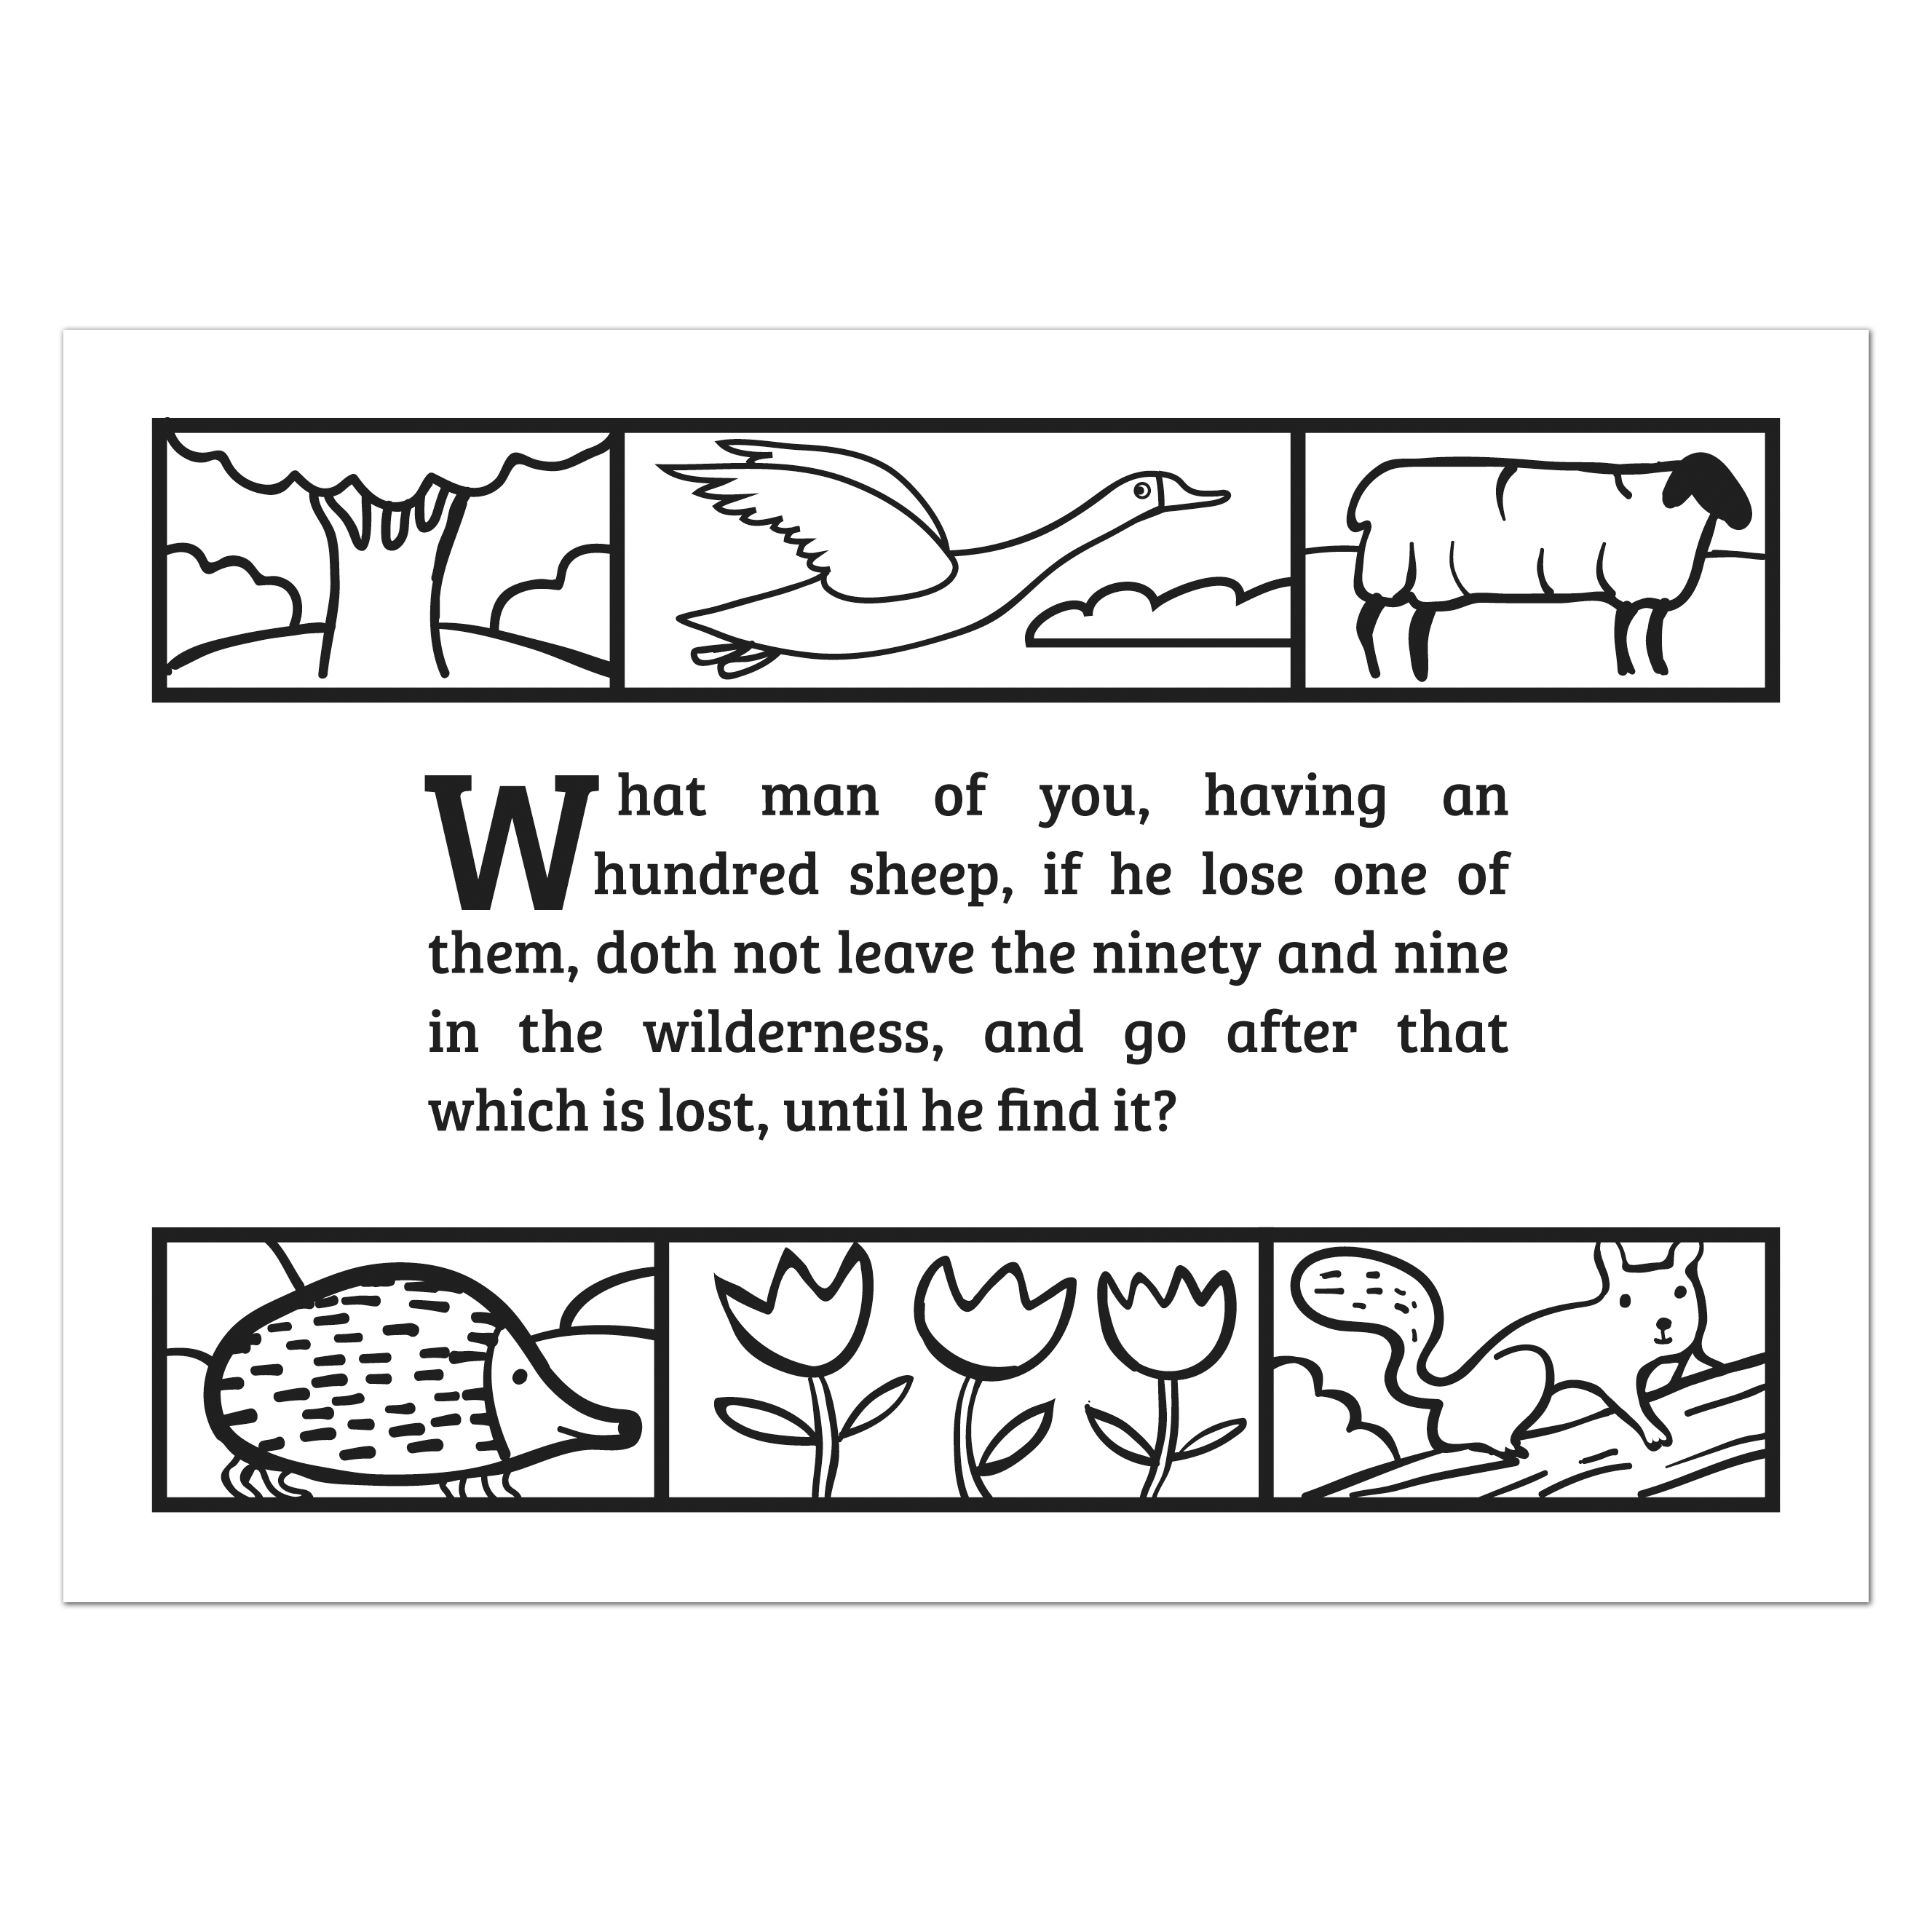 What man of you, having an
hundred sheep, if he lose one of
them, doth not leave the ninety and nine
in the wilderness, and go after that
which is lost, until he find it?